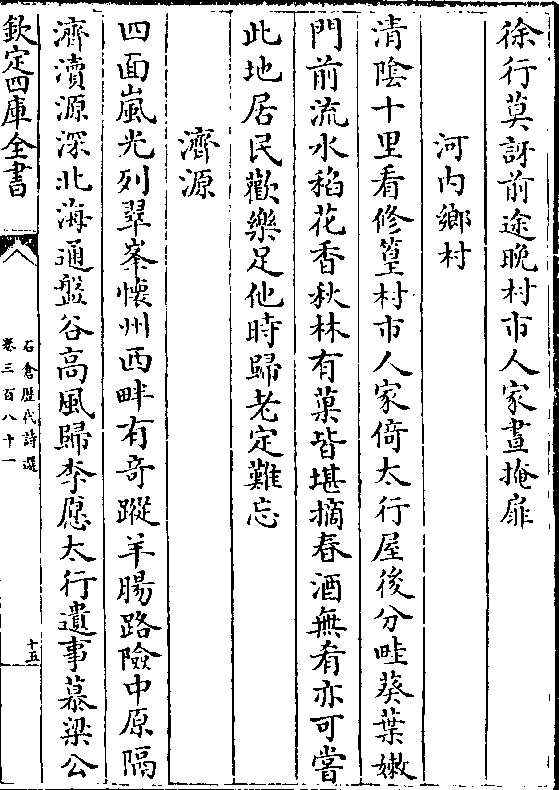 徐行莫訝前途晚村市人家晝掩扉
河内鄉村
清陰十里看修篁村市人家倚太行屋後分畦葵葉嫩
門前流水稻花香秋林有菓皆堪摘春酒無肴亦可嘗
此地居民歡樂足他時歸老定難忘
濟源
四面嵐光列翠峯懷州西畔有奇蹤羊腸路險中原隔
濟瀆源深北海通盤谷高風歸李愿太行遺事慕梁公
欽定四庫全書
石倉歷代詩選
卷三百八十一
十五